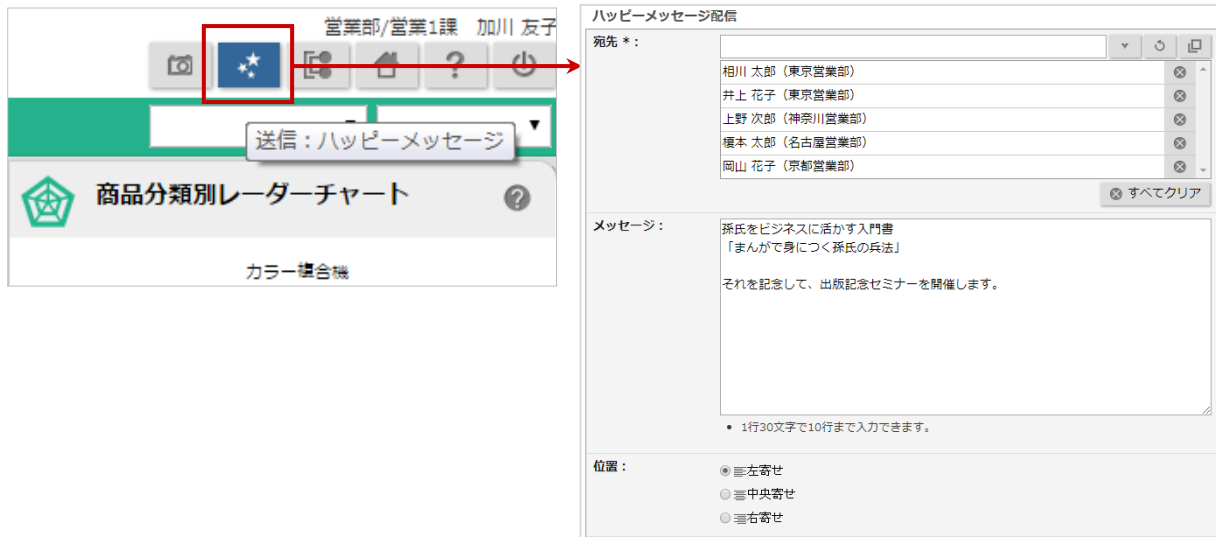 営業部/営業1課 加川 友子
送信：ハッピーメッセージ
商品分類別レーダーチャート
カラー複合機
ハッピーメッセージ配信
宛先 *：
相川 太郎（東京営業部）
井上 花子（東京営業部）
上野 次郎（神奈川営業部）
榎本 太郎（名古屋営業部）
岡山 花子（京都営業部）
すべてクリア
メッセージ：
孫氏をビジネスに活かす入門書
「まんがで身につく孫氏の兵法」
それを記念して、出版記念セミナーを開催します。
• 1行30文字で10行まで入力できます。
位置：
左寄せ
中央寄せ
右寄せ